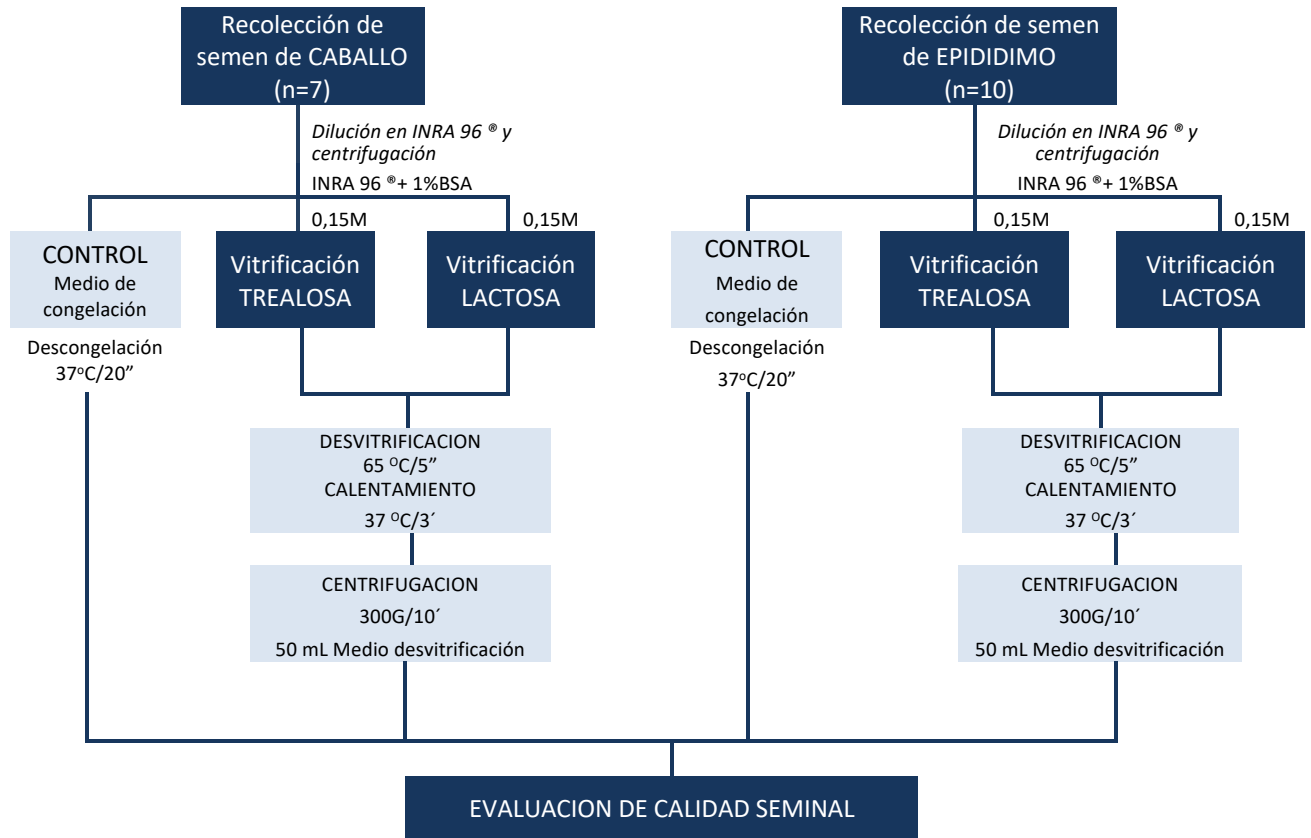 Recolección de
semen de CABALLO
(n=7)
Dilución en INRA 96 ® y
centrifugación
INRA 96 ®+ 1%BSA
0,15M
0,15M
CONTROL
Medio de
congelación
Vitrificación
TREALOSA
Vitrificación
LACTOSA
Descongelación
37ºC/20”
DESVITRIFICACION
65 ºC/5”
CALENTAMIENTO
37 ºC/3´
CENTRIFUGACION
300G/10´
50 mL Medio desvitrificación
Recolección de semen
de EPIDIDIMO
(n=10)
Dilución en INRA 96 ® y
centrifugación
INRA 96 ®+ 1%BSA
0,15M
0,15M
CONTROL
Medio de
congelación
Vitrificación
TREALOSA
Vitrificación
LACTOSA
Descongelación
37ºC/20”
DESVITRIFICACION
65 ºC/5”
CALENTAMIENTO
37 ºC/3´
CENTRIFUGACION
300G/10´
50 mL Medio desvitrificación
EVALUACION DE CALIDAD SEMINAL